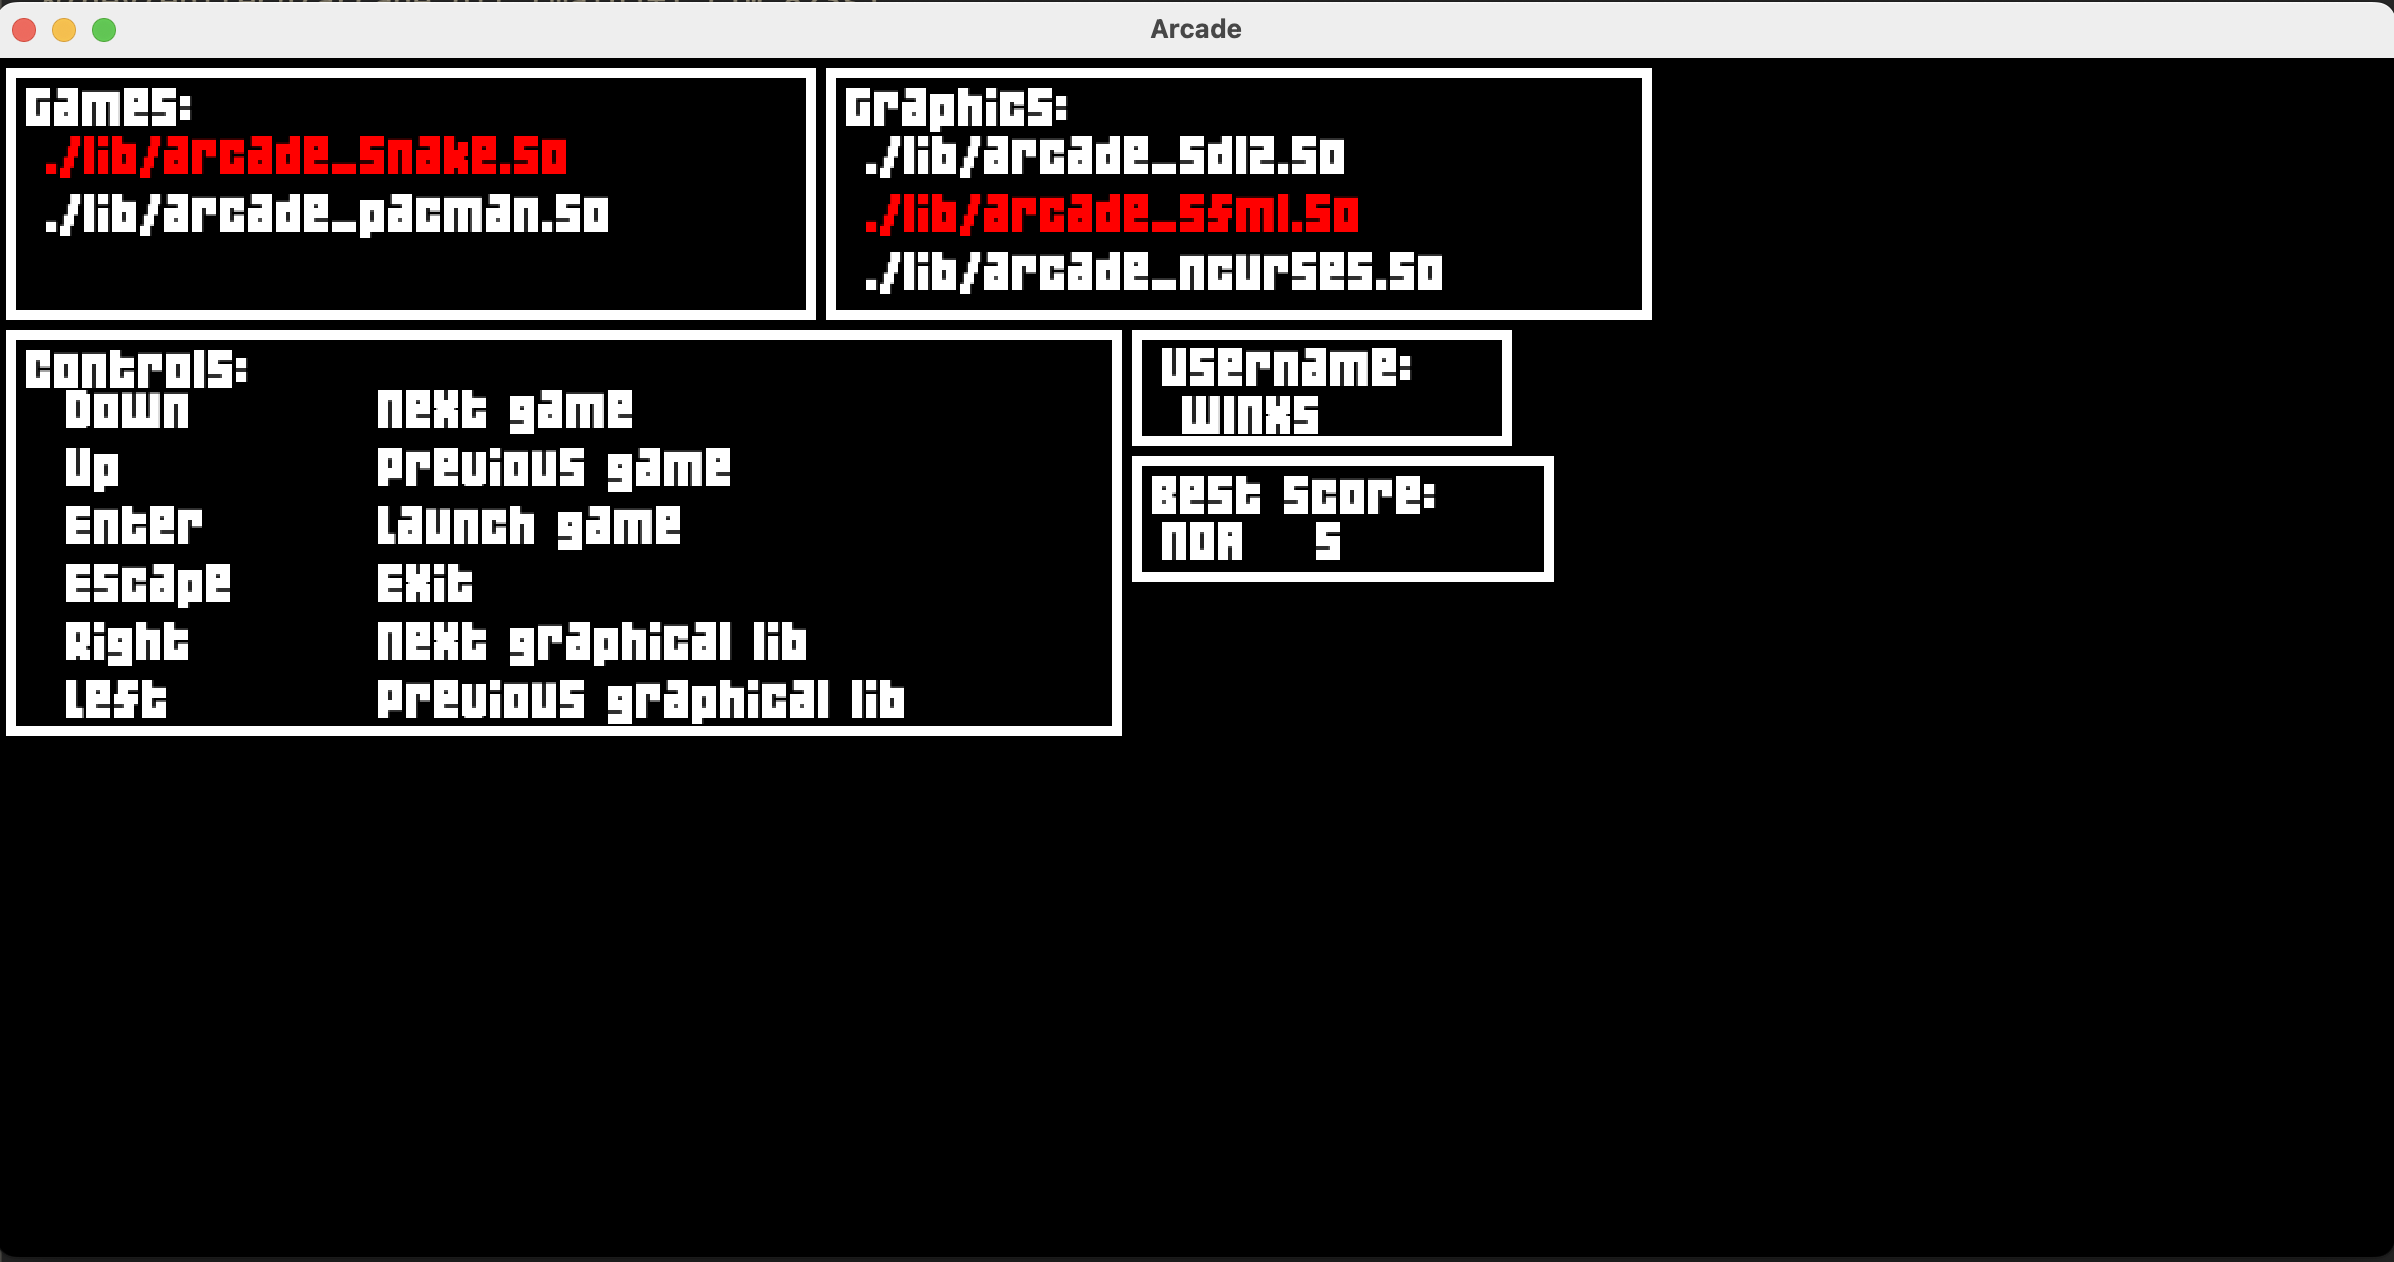 Arcade
Games:
./lib/arcade_snake.so
./lib/arcade_pacman.so
Graphics:
./lib/arcade_sdl2.so
./lib/arcade_sfml.so
./lib/arcade_ncurses.so
Controls:
Down Next game
Up Previous game
Enter Launch game
Escape Exit
Right Next graphical lib
Left Previous graphical lib
Username:
WINXS
Best Score:
NOA 5